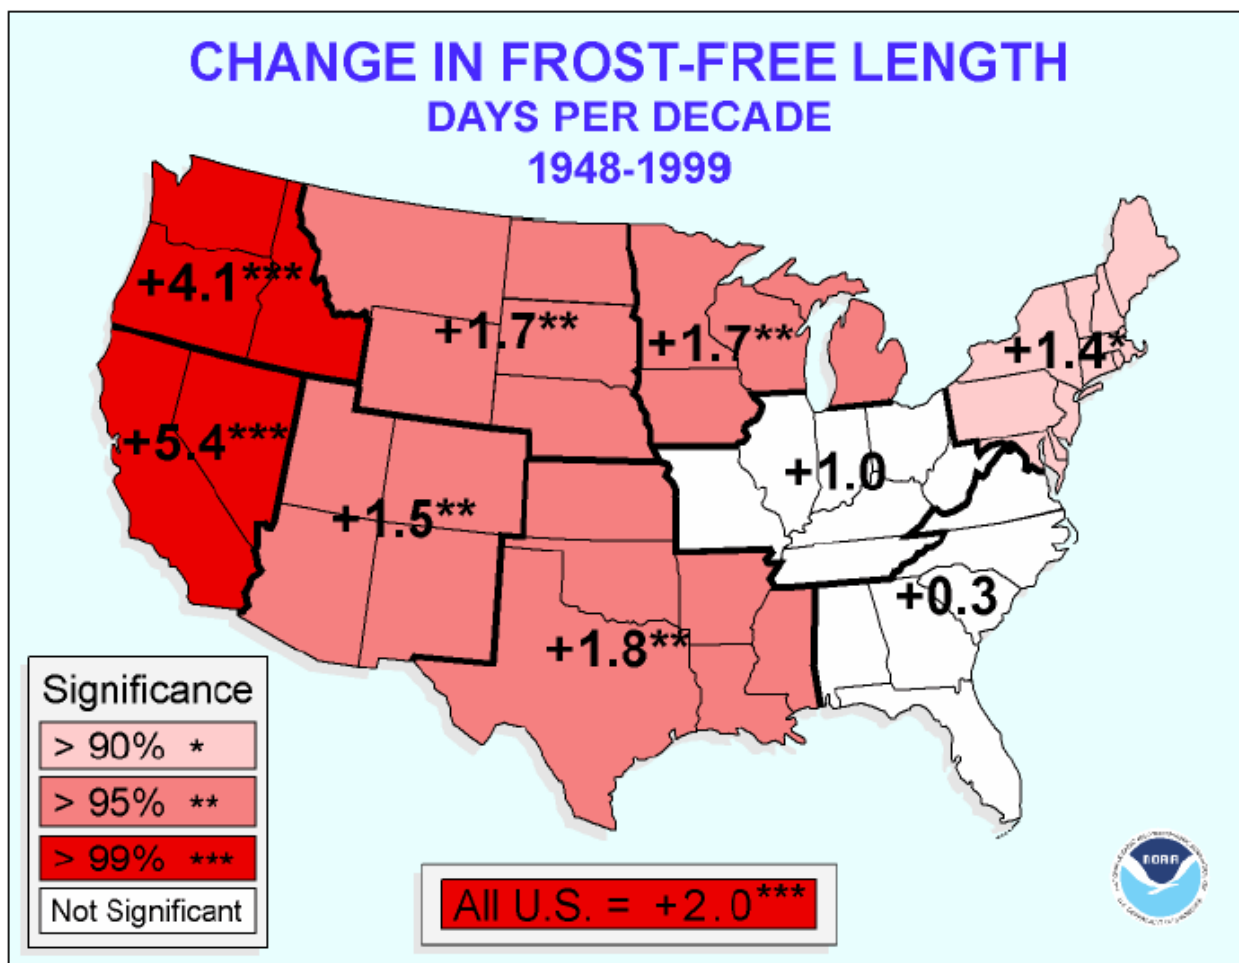 CHANGE IN FROST-FREE LENGTH
DAYS PER DECADE
1948-1999
+4.1***
+1.7**
+1.7**
+1.4*
+5.4***
+1.0
+1.5**
+0.3
+1.8**
Significance
> 90% *
> 95% **
> 99% ***
Not Significant
All U.S. = +2.0***
NOAA